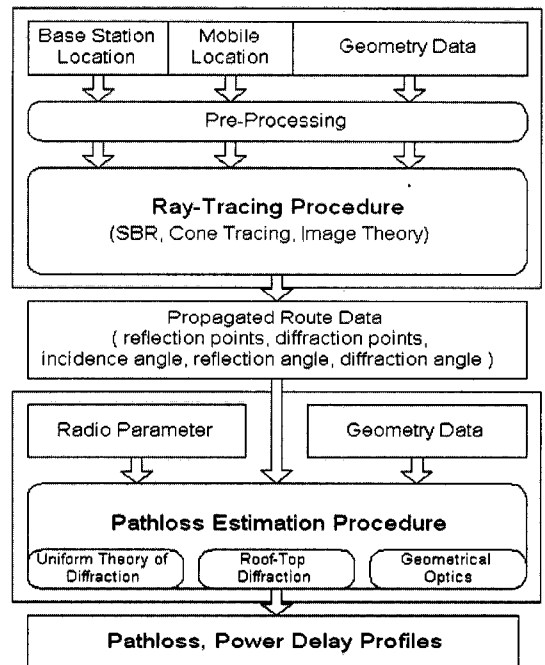 Base Station
Location
Mobile
Location
Geometry Data
Pre-Processing
Ray-Tracing Procedure
(SBR, Cone Tracing, Image Theory)
Propagated Route Data
( reflection points, diffraction points,
incidence angle, reflection angle, diffraction angle )
Radio Parameter
Geometry Data
Pathloss Estimation Procedure
Uniform Theory of
Diffraction
Roof-Top
Diffraction
Geometrical
Optics
Pathloss, Power Delay Profiles